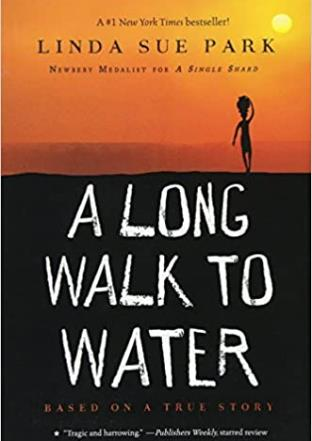 A #1 New York Times bestseller!
LINDA SUE PARK
NEWBERY MEDALIST FOR A SINGLE SHARD
A LONG
WALK TO
WATER
BASED ON A TRUE STORY
★ "Tragic and harrowing." —Publishers Weekly, starred review